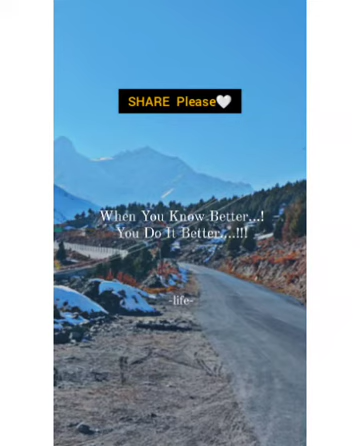 SHARE Please🤍
When You Know Better...!
You Do It Better....!!!
-life-